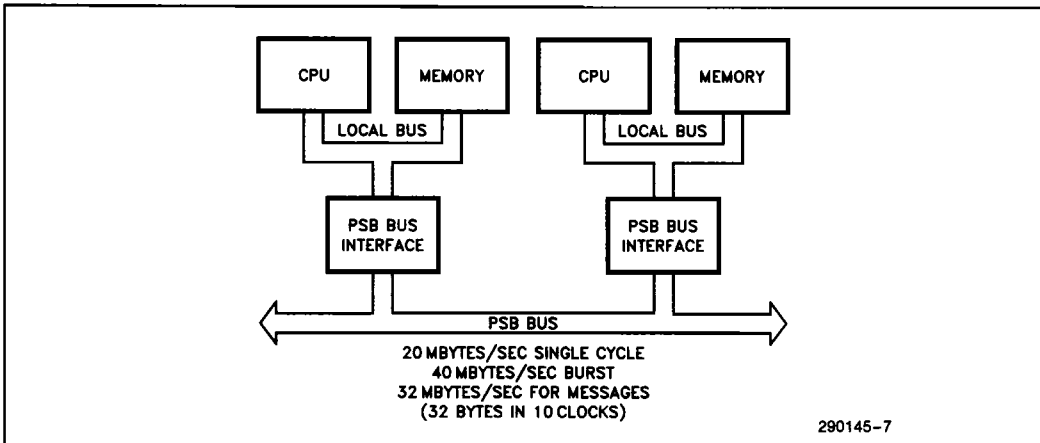 CPU
MEMORY
CPU
MEMORY
LOCAL BUS
LOCAL BUS
PSB BUS
INTERFACE
PSB BUS
INTERFACE
PSB BUS
20 MBYTES/SEC SINGLE CYCLE
40 MBYTES/SEC BURST
32 MBYTES/SEC FOR MESSAGES
(32 BYTES IN 10 CLOCKS)
290145-7